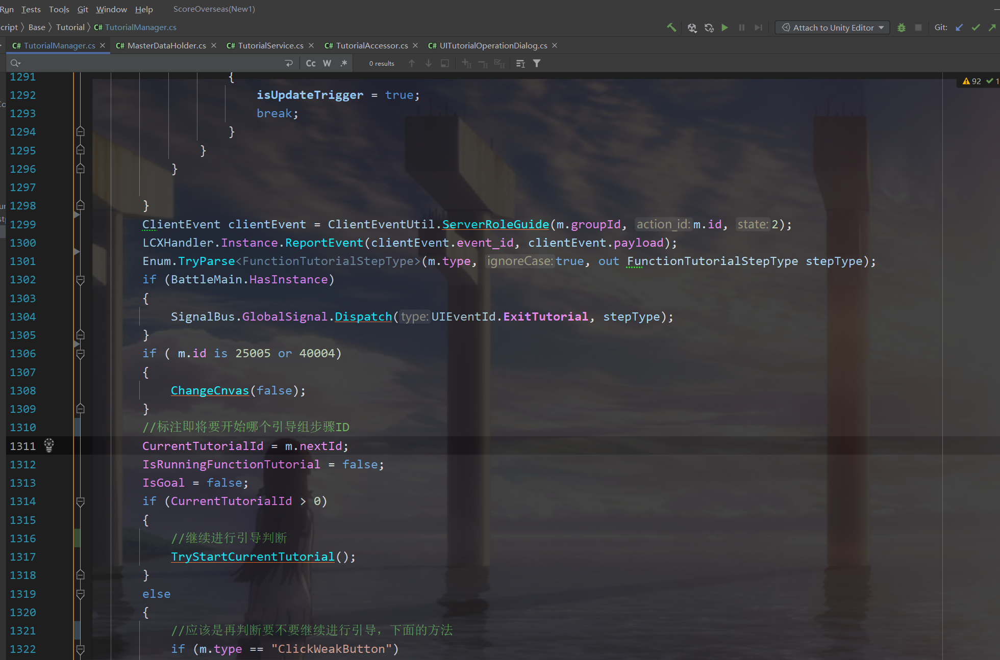 Run Tests Tools Git Window Help ScoreOverseas(New1)
cript Base Tutorial C# TutorialManager.cs
Attach to Unity Editor Git:
C# TutorialManager.cs C# MasterDataHolder.cs C# TutorialService.cs C# TutorialAccessor.cs C# UITutorialOperationDialog.cs
Cc W .* 0 results
92 1
1291 {
1292 isUpdateTrigger = true;
1293 break;
1294 }
1295 }
1296 }
1297
1298 }
1299 ClientEvent clientEvent = ClientEventUtil.ServerRoleGuide(m.groupId, action_id: m.id, state: 2);
1300 LCXHandler.Instance.ReportEvent(clientEvent.event_id, clientEvent.payload);
1301 Enum.TryParse<FunctionTutorialStepType>(m.type, ignoreCase: true, out FunctionTutorialStepType stepType);
1302 if (BattleMain.HasInstance)
1303 {
1304 SignalBus.GlobalSignal.Dispatch( type: UIEventId.ExitTutorial, stepType);
1305 }
1306 if ( m.id is 25005 or 40004)
1307 {
1308 ChangeCnvas(false);
1309 }
1310 //标注即将要开始哪个引导组步骤ID
1311 CurrentTutorialId = m.nextId;
1312 IsRunningFunctionTutorial = false;
1313 IsGoal = false;
1314 if (CurrentTutorialId > 0)
1315 {
1316 //继续进行引导判断
1317 TryStartCurrentTutorial();
1318 }
1319 else
1320 {
1321 //应该是再判断要不要继续进行引导，下面的方法
1322 if (m.type == "ClickWeakButton")